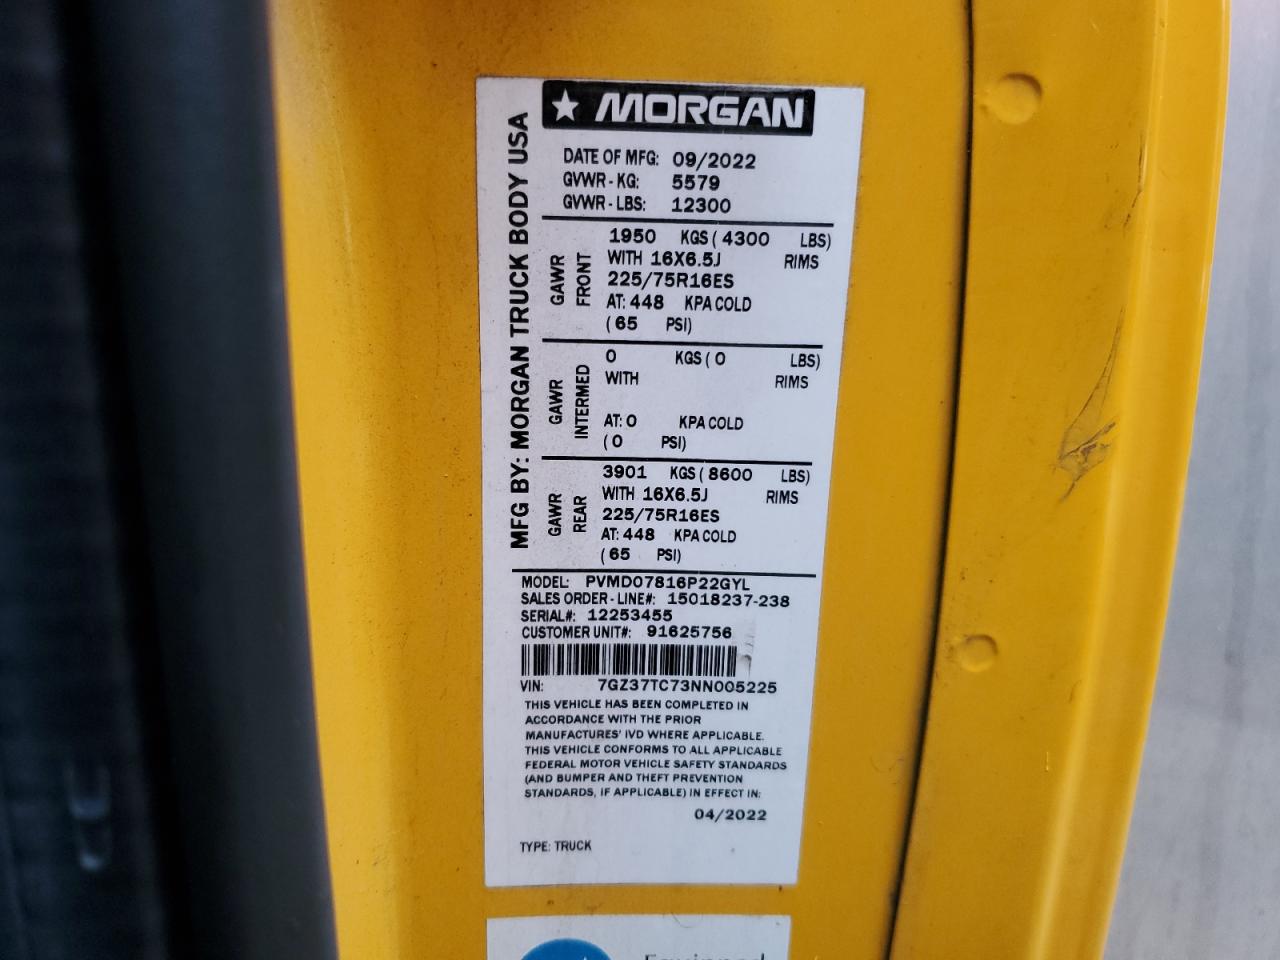 MORGAN
MFG BY: MORGAN TRUCK BODY USA
DATE OF MFG: 09/2022
GVWR - KG: 5579
GVWR - LBS: 12300
GAWR FRONT
1950 KGS ( 4300 LBS)
WITH 16X6.5J RIMS
225/75R16ES
AT: 448 KPA COLD
( 65 PSI)
GAWR INTERMED
0 KGS ( 0 LBS)
WITH RIMS
AT: 0 KPA COLD
( 0 PSI)
GAWR REAR
3901 KGS ( 8600 LBS)
WITH 16X6.5J RIMS
225/75R16ES
AT: 448 KPA COLD
( 65 PSI)
MODEL: PVMD07816P22GYL
SALES ORDER - LINE#: 15018237-238
SERIAL#: 12253455
CUSTOMER UNIT#: 91625756
VIN: 7GZ37TC73NN005225
THIS VEHICLE HAS BEEN COMPLETED IN
ACCORDANCE WITH THE PRIOR
MANUFACTURES' IVD WHERE APPLICABLE.
THIS VEHICLE CONFORMS TO ALL APPLICABLE
FEDERAL MOTOR VEHICLE SAFETY STANDARDS
(AND BUMPER AND THEFT PREVENTION
STANDARDS, IF APPLICABLE) IN EFFECT IN:
04/2022
TYPE: TRUCK
Equipped